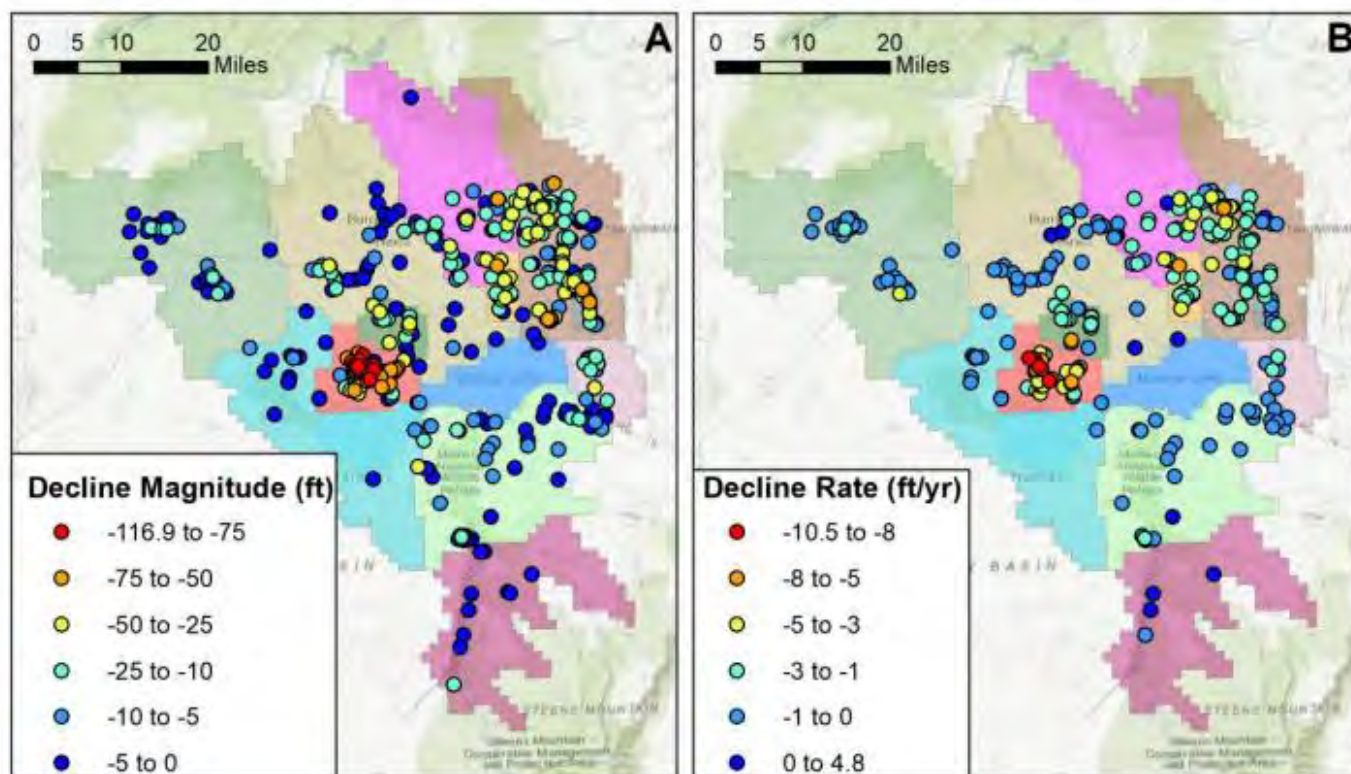 0 5 10 20
Miles
A
Decline Magnitude (ft)
-116.9 to -75
-75 to -50
-50 to -25
-25 to -10
-10 to -5
-5 to 0
0 5 10 20
Miles
B
BASIN
Decline Rate (ft/yr)
-10.5 to -8
-8 to -5
-5 to -3
-3 to -1
-1 to 0
0 to 4.8